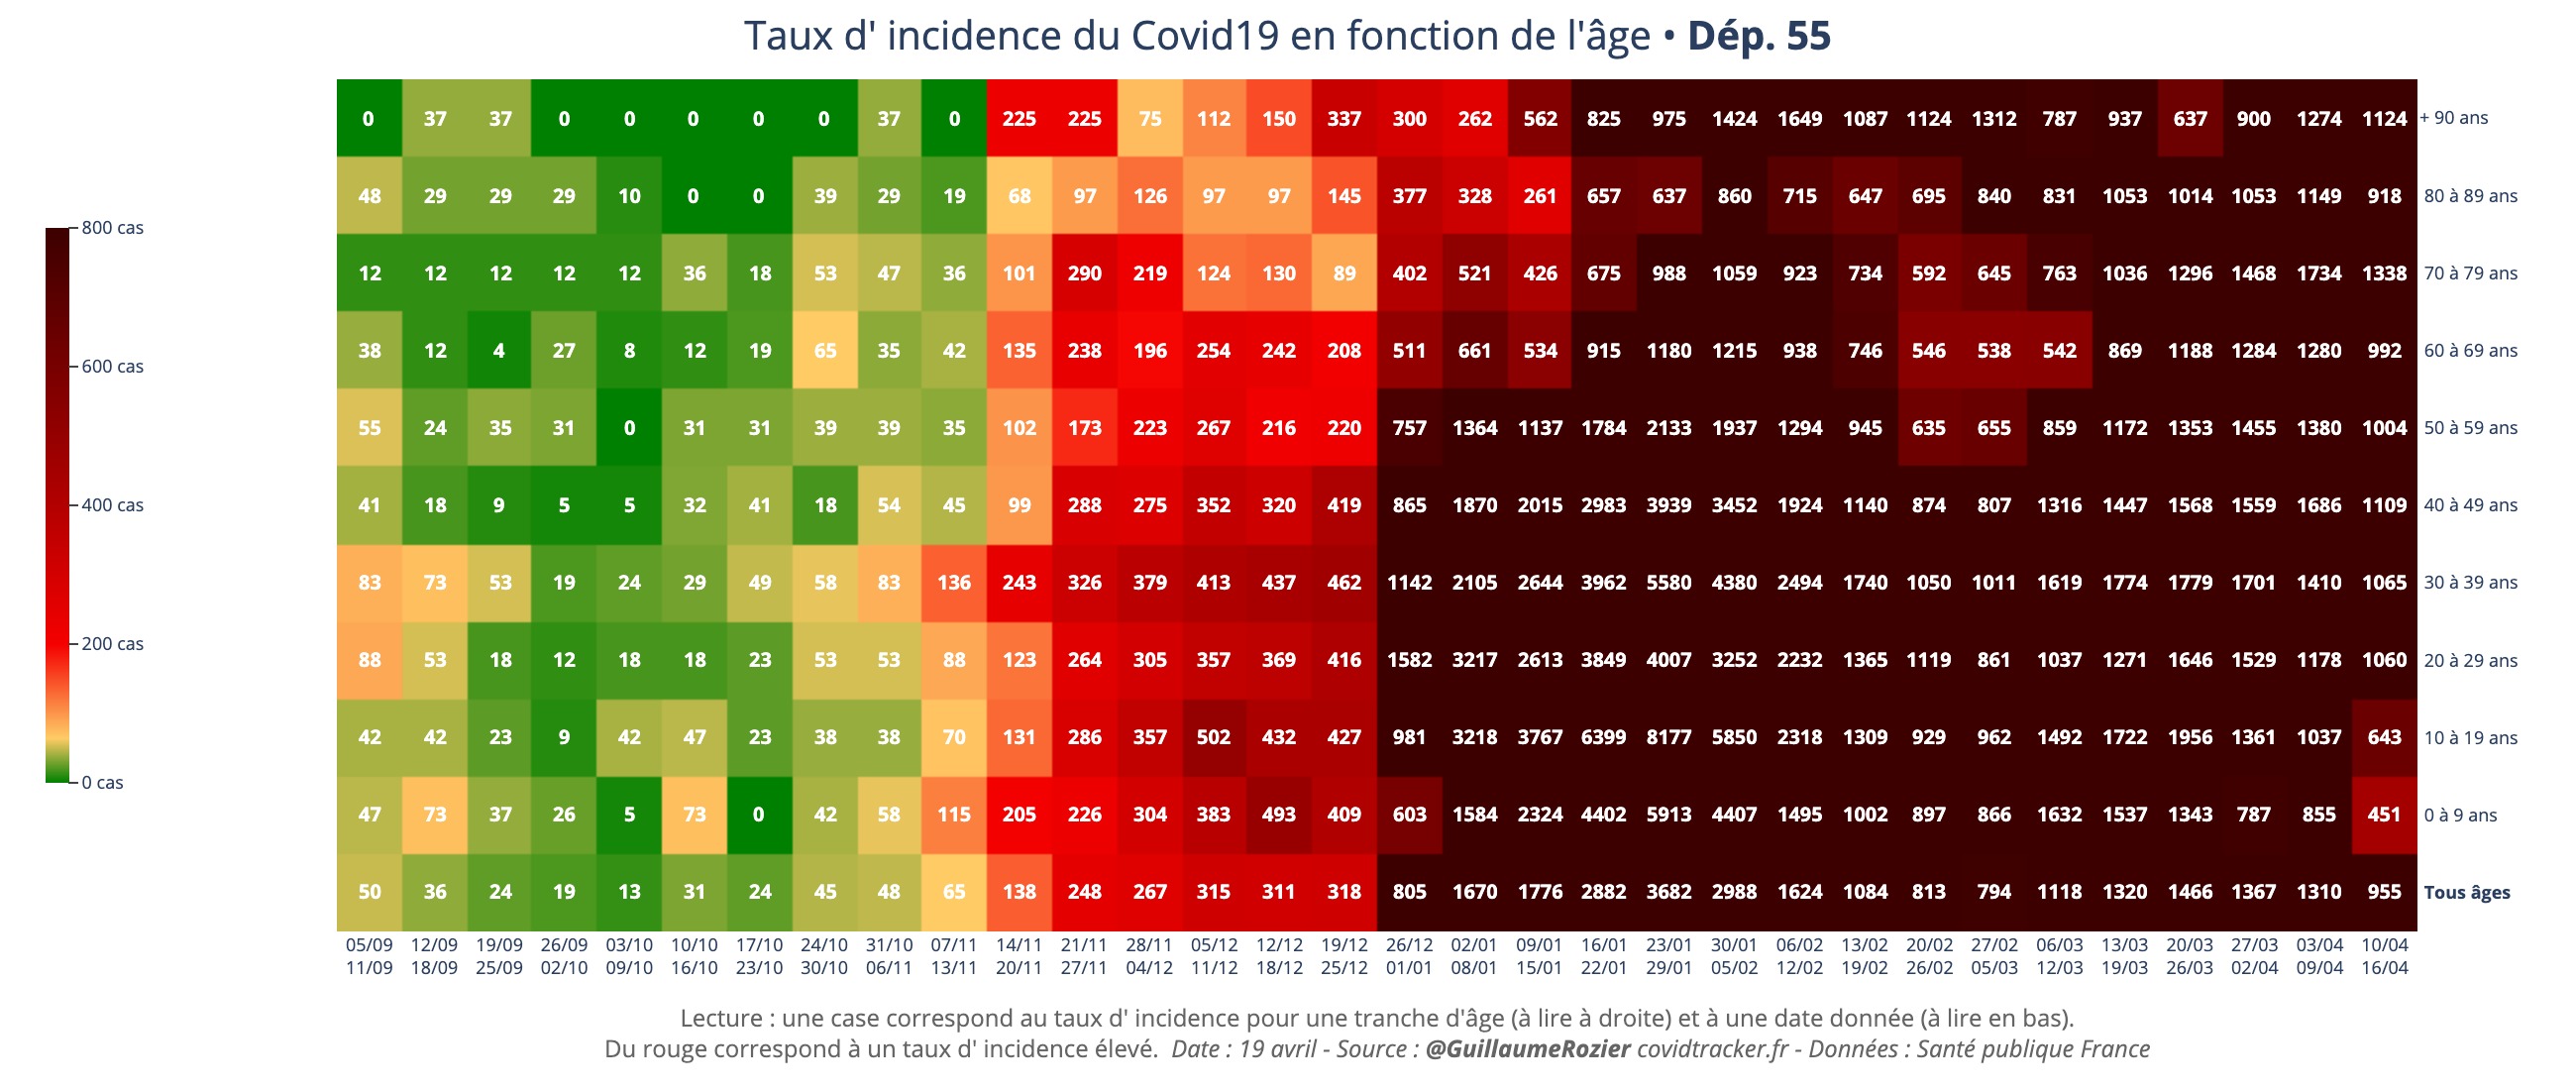 Taux d' incidence du Covid19 en fonction de l'âge • Dép. 55
0 37 37 0 0 0 0 0 37 0 225 225 75 112 150 337 300 262 562 825 975 1424 1649 1087 1124 1312 787 937 637 900 1274 1124 + 90 ans
48 29 29 29 10 0 0 39 29 19 68 97 126 97 97 145 377 328 261 657 637 860 715 647 695 840 831 1053 1014 1053 1149 918 80 à 89 ans
800 cas
12 12 12 12 12 36 18 53 47 36 101 290 219 124 130 89 402 521 426 675 988 1059 923 734 592 645 763 1036 1296 1468 1734 1338 70 à 79 ans
38 12 4 27 8 12 19 65 35 42 135 238 196 254 242 208 511 661 534 915 1180 1215 938 746 546 538 542 869 1188 1284 1280 992 60 à 69 ans
600 cas
55 24 35 31 0 31 31 39 39 35 102 173 223 267 216 220 757 1364 1137 1784 2133 1937 1294 945 635 655 859 1172 1353 1455 1380 1004 50 à 59 ans
400 cas
41 18 9 5 5 32 41 18 54 45 99 288 275 352 320 419 865 1870 2015 2983 3939 3452 1924 1140 874 807 1316 1447 1568 1559 1686 1109 40 à 49 ans
83 73 53 19 24 29 49 58 83 136 243 326 379 413 437 462 1142 2105 2644 3962 5580 4380 2494 1740 1050 1011 1619 1774 1779 1701 1410 1065 30 à 39 ans
200 cas
88 53 18 12 18 18 23 53 53 88 123 264 305 357 369 416 1582 3217 2613 3849 4007 3252 2232 1365 1119 861 1037 1271 1646 1529 1178 1060 20 à 29 ans
42 42 23 9 42 47 23 38 38 70 131 286 357 502 432 427 981 3218 3767 6399 8177 5850 2318 1309 929 962 1492 1722 1956 1361 1037 643 10 à 19 ans
0 cas
47 73 37 26 5 73 0 42 58 115 205 226 304 383 493 409 603 1584 2324 4402 5913 4407 1495 1002 897 866 1632 1537 1343 787 855 451 0 à 9 ans
50 36 24 19 13 31 24 45 48 65 138 248 267 315 311 318 805 1670 1776 2882 3682 2988 1624 1084 813 794 1118 1320 1466 1367 1310 955 Tous âges
05/09 12/09 19/09 26/09 03/10 10/10 17/10 24/10 31/10 07/11 14/11 21/11 28/11 05/12 12/12 19/12 26/12 02/01 09/01 16/01 23/01 30/01 06/02 13/02 20/02 27/02 06/03 13/03 20/03 27/03 03/04 10/04
11/09 18/09 25/09 02/10 09/10 16/10 23/10 30/10 06/11 13/11 20/11 27/11 04/12 11/12 18/12 25/12 01/01 08/01 15/01 22/01 29/01 05/02 12/02 19/02 26/02 05/03 12/03 19/03 26/03 02/04 09/04 16/04
Lecture : une case correspond au taux d' incidence pour une tranche d'âge (à lire à droite) et à une date donnée (à lire en bas).
Du rouge correspond à un taux d' incidence élevé. Date : 19 avril - Source : @GuillaumeRozier covidtracker.fr - Données : Santé publique France